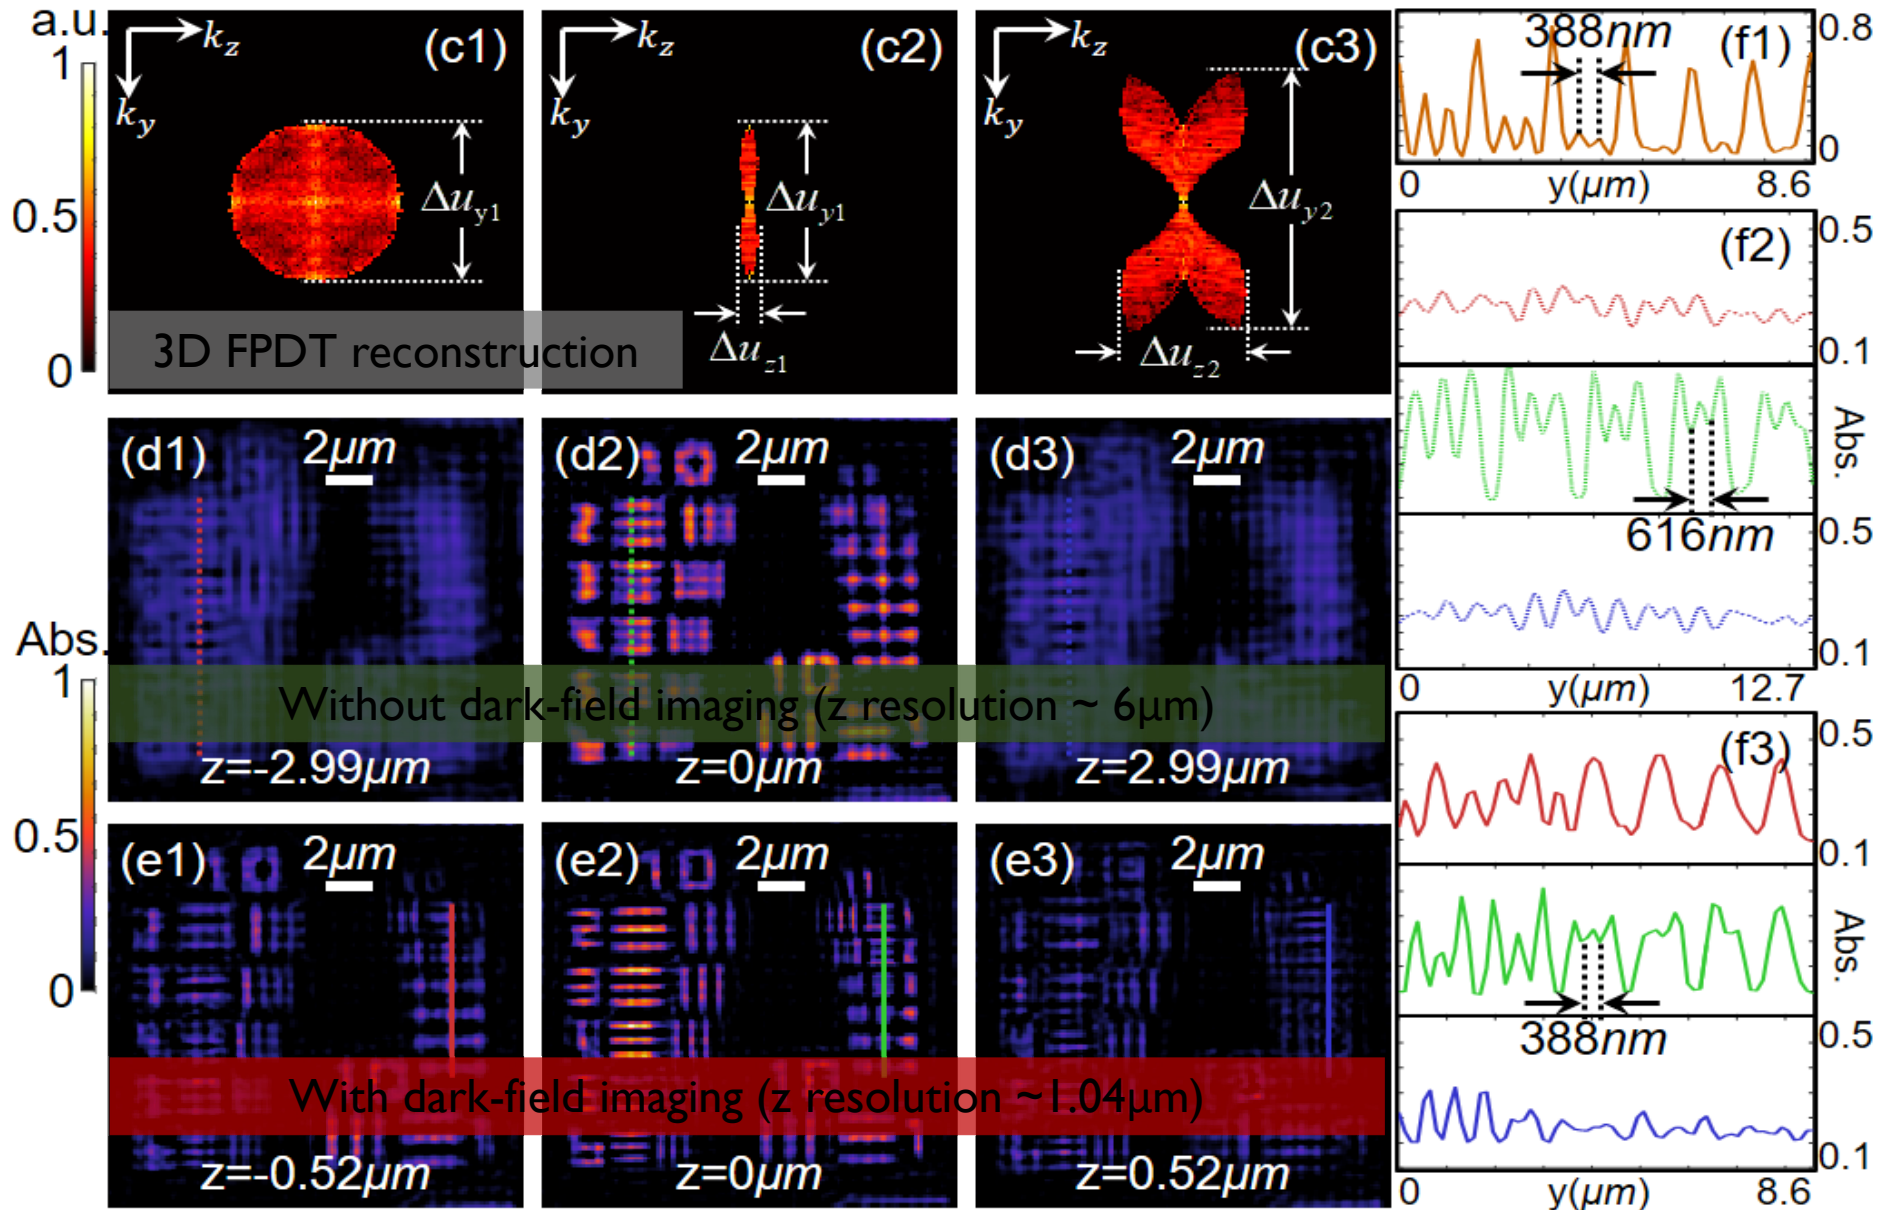 a.u.
1
0.5
0
k_z
k_y
(c1)
Δu_y1
k_z
k_y
(c2)
Δu_y1
Δu_z1
k_z
k_y
(c3)
Δu_y2
Δu_z2
3D FPDT reconstruction
388nm
(f1)
0.8
0
0
y(μm)
8.6
(f2)
0.5
0.1
Abs.
616nm
0.5
0.1
0
y(μm)
12.7
Abs.
1
0.5
0
(d1)
2μm
z=-2.99μm
(d2)
10
2μm
z=0μm
(d3)
2μm
z=2.99μm
10
Without dark-field imaging (z resolution ~ 6μm)
(e1)
2μm
z=-0.52μm
(e2)
2μm
z=0μm
(e3)
2μm
z=0.52μm
With dark-field imaging (z resolution ~1.04μm)
(f3)
0.5
0.1
Abs.
388nm
0.5
0.1
0
y(μm)
8.6